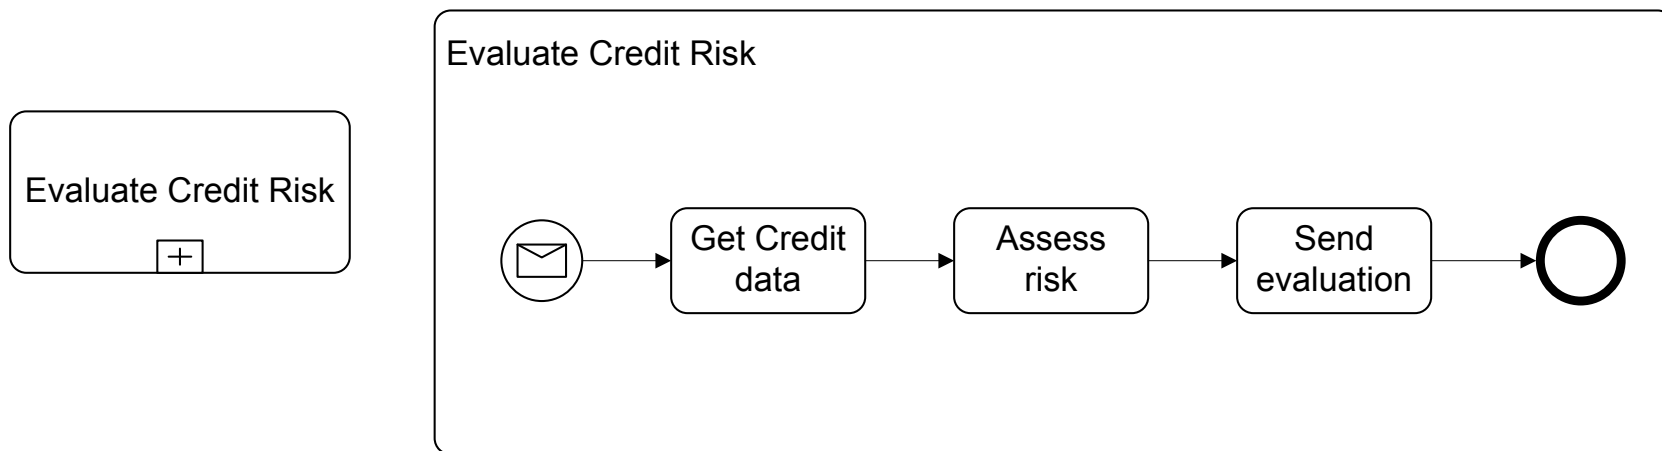 Evaluate Credit Risk
Evaluate Credit Risk
Get Credit
data
Assess
risk
Send
evaluation